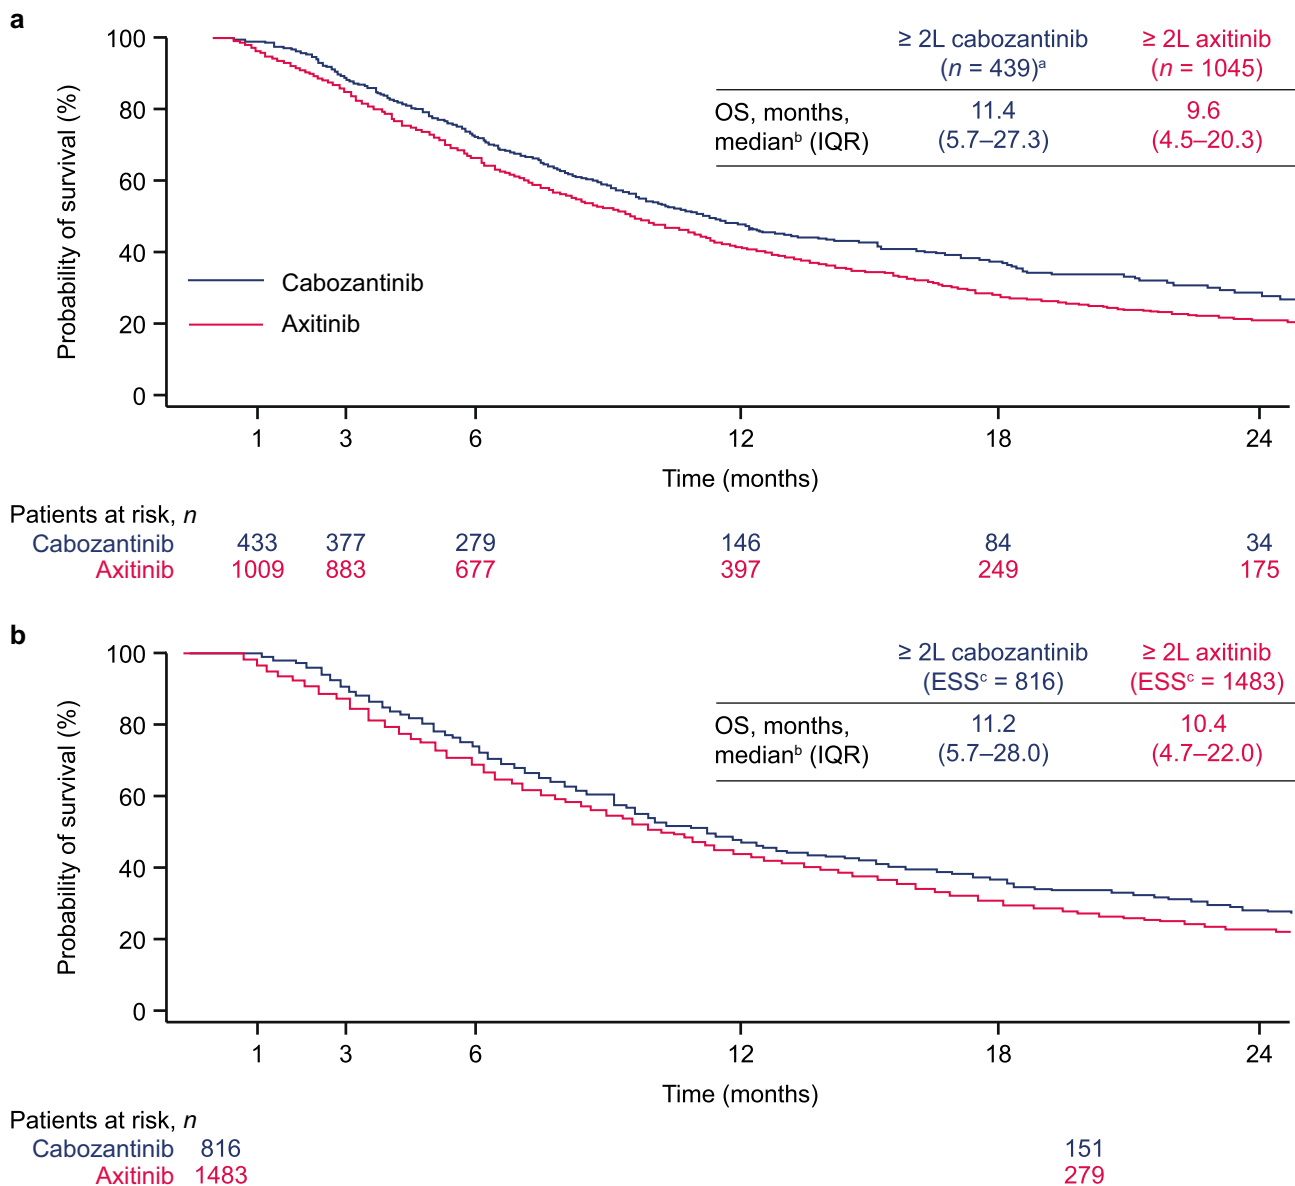 a
≥ 2L cabozantinib ≥ 2L axitinib
(n = 439)ᵃ (n = 1045)
OS, months, 11.4 9.6
medianᵇ (IQR) (5.7–27.3) (4.5–20.3)
Probability of survival (%)
100
80
60
40
20
0
Cabozantinib
Axitinib
1 3 6 12 18 24
Time (months)
Patients at risk, n
Cabozantinib 433 377 279 146 84 34
Axitinib 1009 883 677 397 249 175
b
≥ 2L cabozantinib ≥ 2L axitinib
(ESSᶜ = 816) (ESSᶜ = 1483)
OS, months, 11.2 10.4
medianᵇ (IQR) (5.7–28.0) (4.7–22.0)
Probability of survival (%)
100
80
60
40
20
0
1 3 6 12 18 24
Time (months)
Patients at risk, n
Cabozantinib 816 151
Axitinib 1483 279